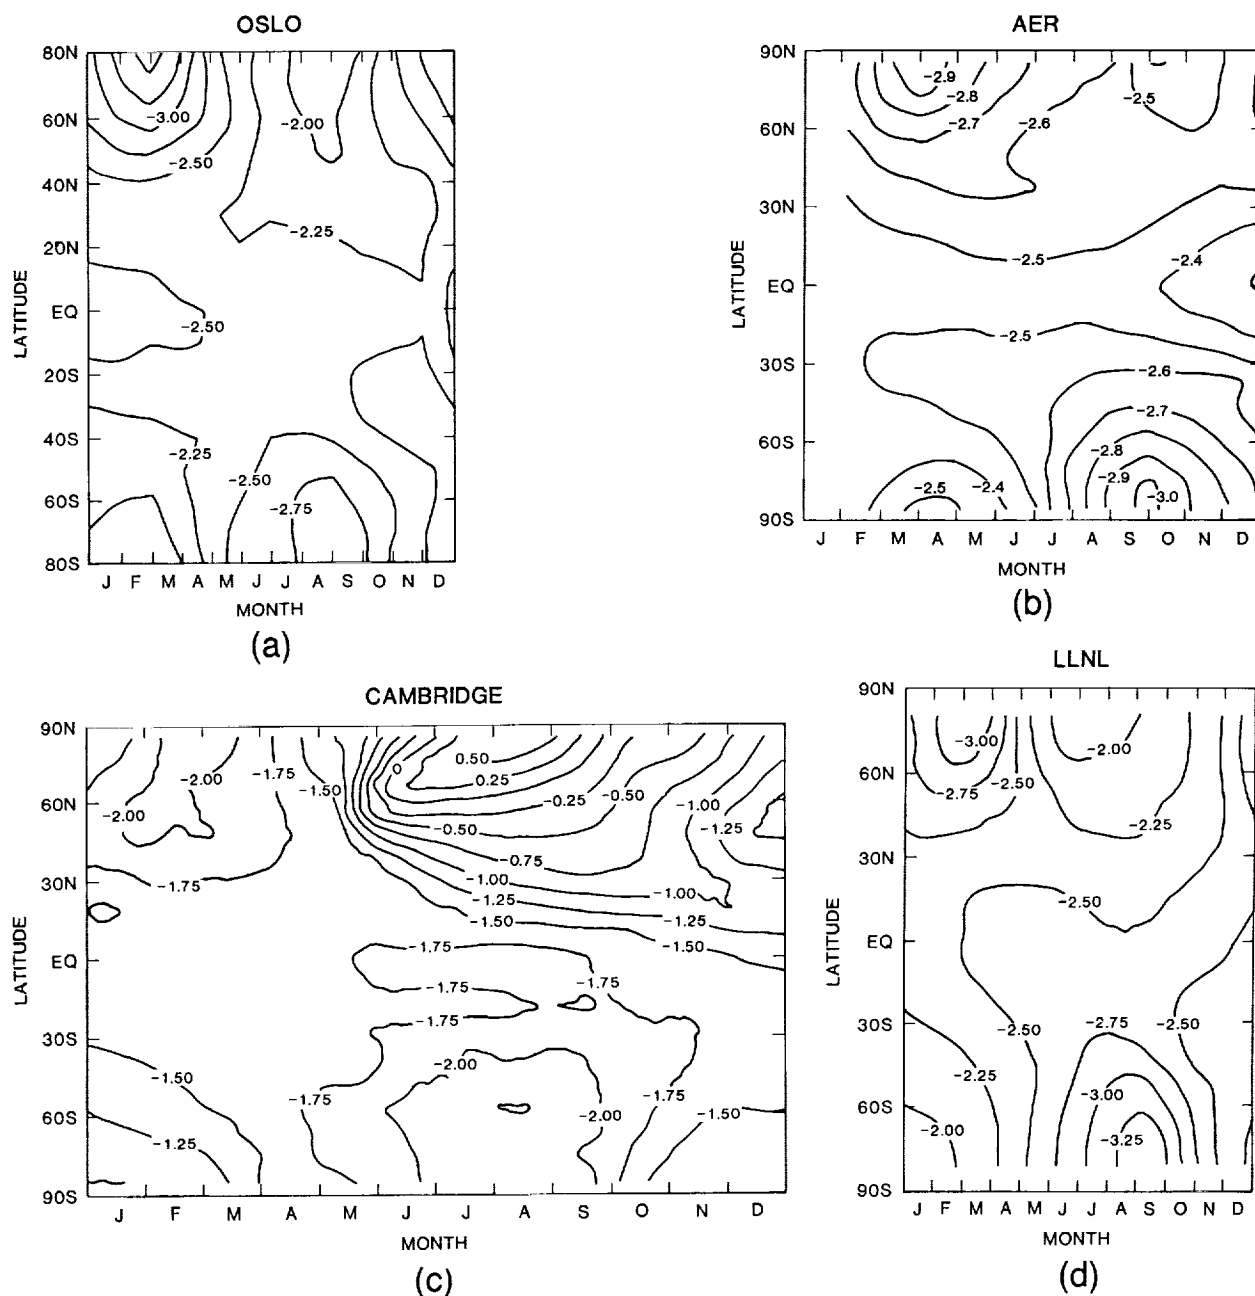 OSLO
80N
60N
40N
20N
EQ
20S
40S
60S
80S
LATITUDE
-3.00
-2.00
-2.50
-2.25
-2.50
-2.25
-2.50
-2.75
J F M A M J J A S O N D
MONTH
(a)
AER
90N
60N
30N
EQ
30S
60S
90S
LATITUDE
-2.9
-2.8
-2.5
-2.7
-2.6
-2.5
-2.4
-2.5
-2.6
-2.7
-2.8
-2.9
-2.5
-2.4
-3.0
J F M A M J J A S O N D
MONTH
(b)
CAMBRIDGE
90N
60N
30N
EQ
30S
60S
90S
LATITUDE
-2.00
-1.75
-1.50
0
0.50
0.25
-2.00
-0.25
-0.50
-1.00
-1.25
-0.50
-0.75
-1.75
-1.00
-1.00
-1.25
-1.25
-1.50
-1.50
-1.75
-1.75
-1.75
-1.75
-2.00
-1.50
-1.75
-2.00
-1.75
-1.50
-1.25
J F M A M J J A S O N D
MONTH
(c)
LLNL
90N
60N
30N
EQ
30S
60S
90S
LATITUDE
-3.00
-2.00
-2.75
-2.50
-2.25
-2.50
-2.50
-2.75
-2.50
-2.25
-3.00
-2.00
-3.25
J F M A M J J A S O N D
MONTH
(d)